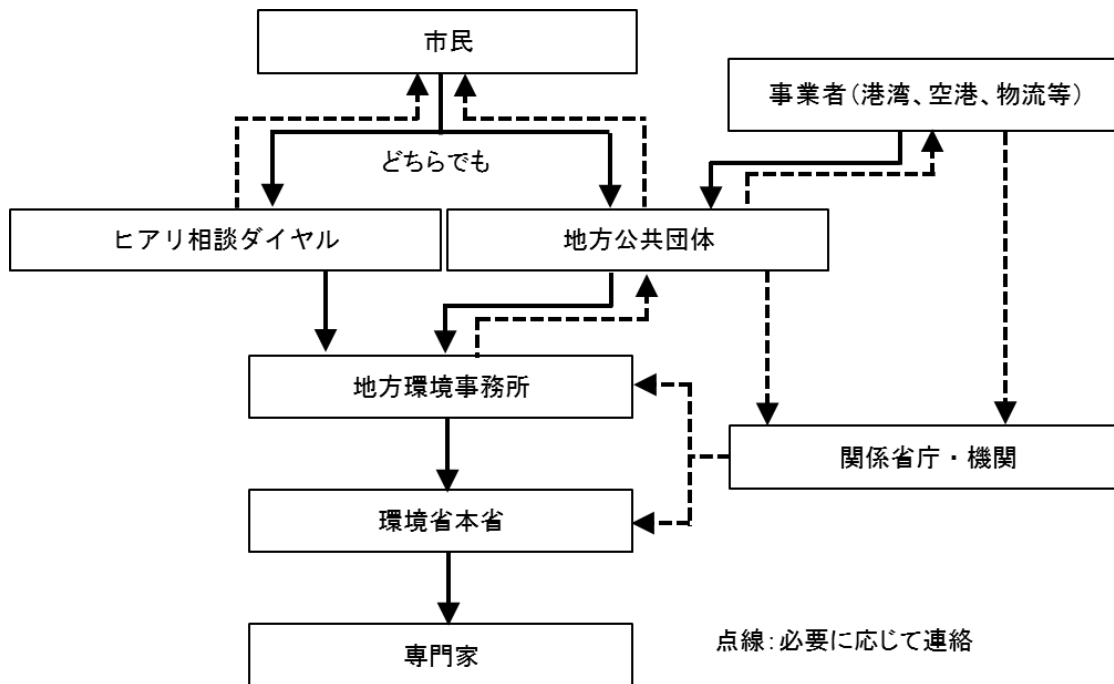 市民
事業者（港湾、空港、物流等）
どちらでも
ヒアリ相談ダイヤル
地方公共団体
地方環境事務所
関係省庁・機関
環境省本省
専門家
点線：必要に応じて連絡